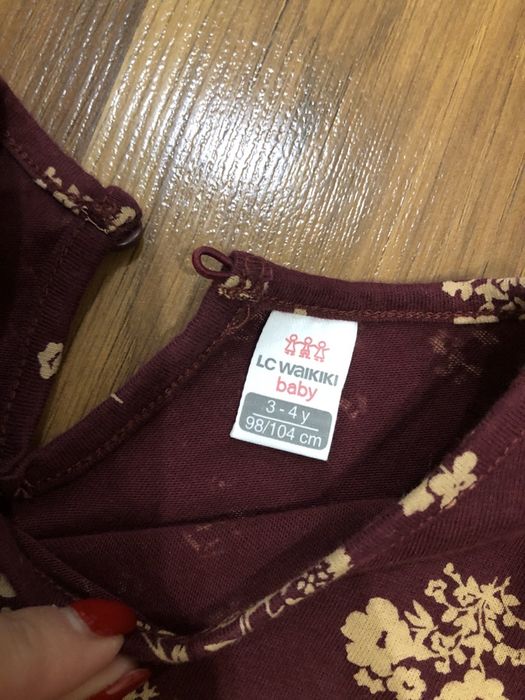 LC WAIKIKI
baby
3 - 4 y
98/104 cm